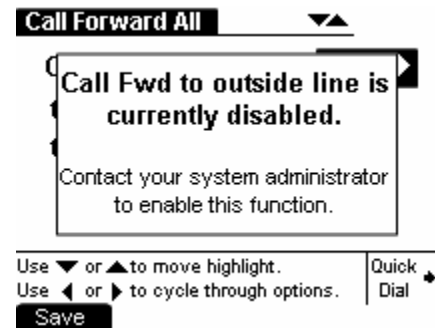 Call Forward All ▼▲
Call Fwd to outside line is
currently disabled.
Contact your system administrator
to enable this function.
Use ▼ or ▲ to move highlight.
Use ◀ or ▶ to cycle through options.
Quick
Dial
Save